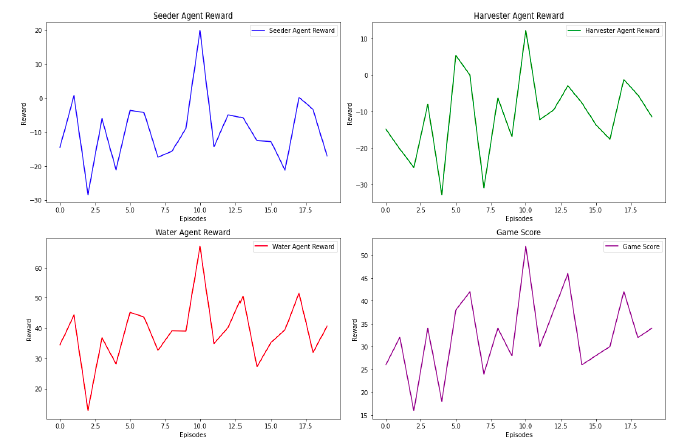 Seeder Agent Reward
Seeder Agent Reward
20
10
0
−10
−20
−30
Reward
0.0 2.5 5.0 7.5 10.0 12.5 15.0 17.5
Episodes
Harvester Agent Reward
Harvester Agent Reward
10
0
−10
−20
−30
Reward
0.0 2.5 5.0 7.5 10.0 12.5 15.0 17.5
Episodes
Water Agent Reward
Water Agent Reward
60
50
40
30
20
Reward
0.0 2.5 5.0 7.5 10.0 12.5 15.0 17.5
Episodes
Game Score
Game Score
50
45
40
35
30
25
20
15
Reward
0.0 2.5 5.0 7.5 10.0 12.5 15.0 17.5
Episodes